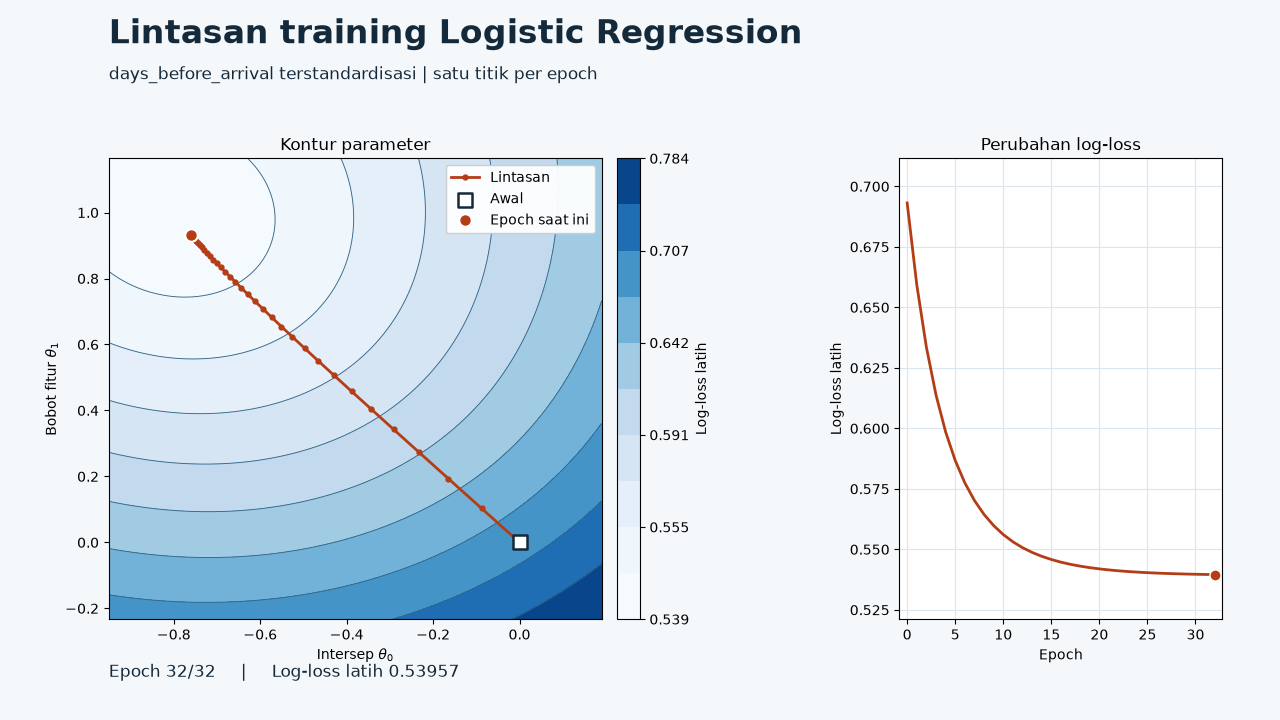 Lintasan training Logistic Regression
days_before_arrival terstandardisasi | satu titik per epoch
Kontur parameter
Lintasan
Awal
Epoch saat ini
Bobot fitur θ₁
1.0
0.8
0.6
0.4
0.2
0.0
−0.2
−0.8
−0.6
−0.4
−0.2
0.0
Intersep θ₀
0.784
0.707
0.642
0.591
0.555
0.539
Log-loss latih
Perubahan log-loss
Log-loss latih
0.700
0.675
0.650
0.625
0.600
0.575
0.550
0.525
0
5
10
15
20
25
30
Epoch
Epoch 32/32 | Log-loss latih 0.53957